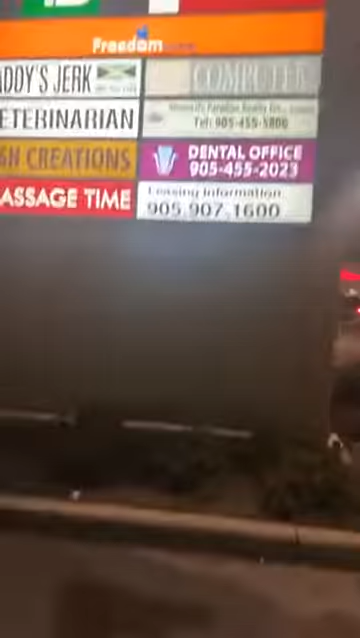 Freedom
ADDY'S JERK
COMPUTER
ETERINARIAN
Tel: 905-455-5800
GN CREATIONS
DENTAL OFFICE
905-455-2023
ASSAGE TIME
Leasing Information
905.907.1600